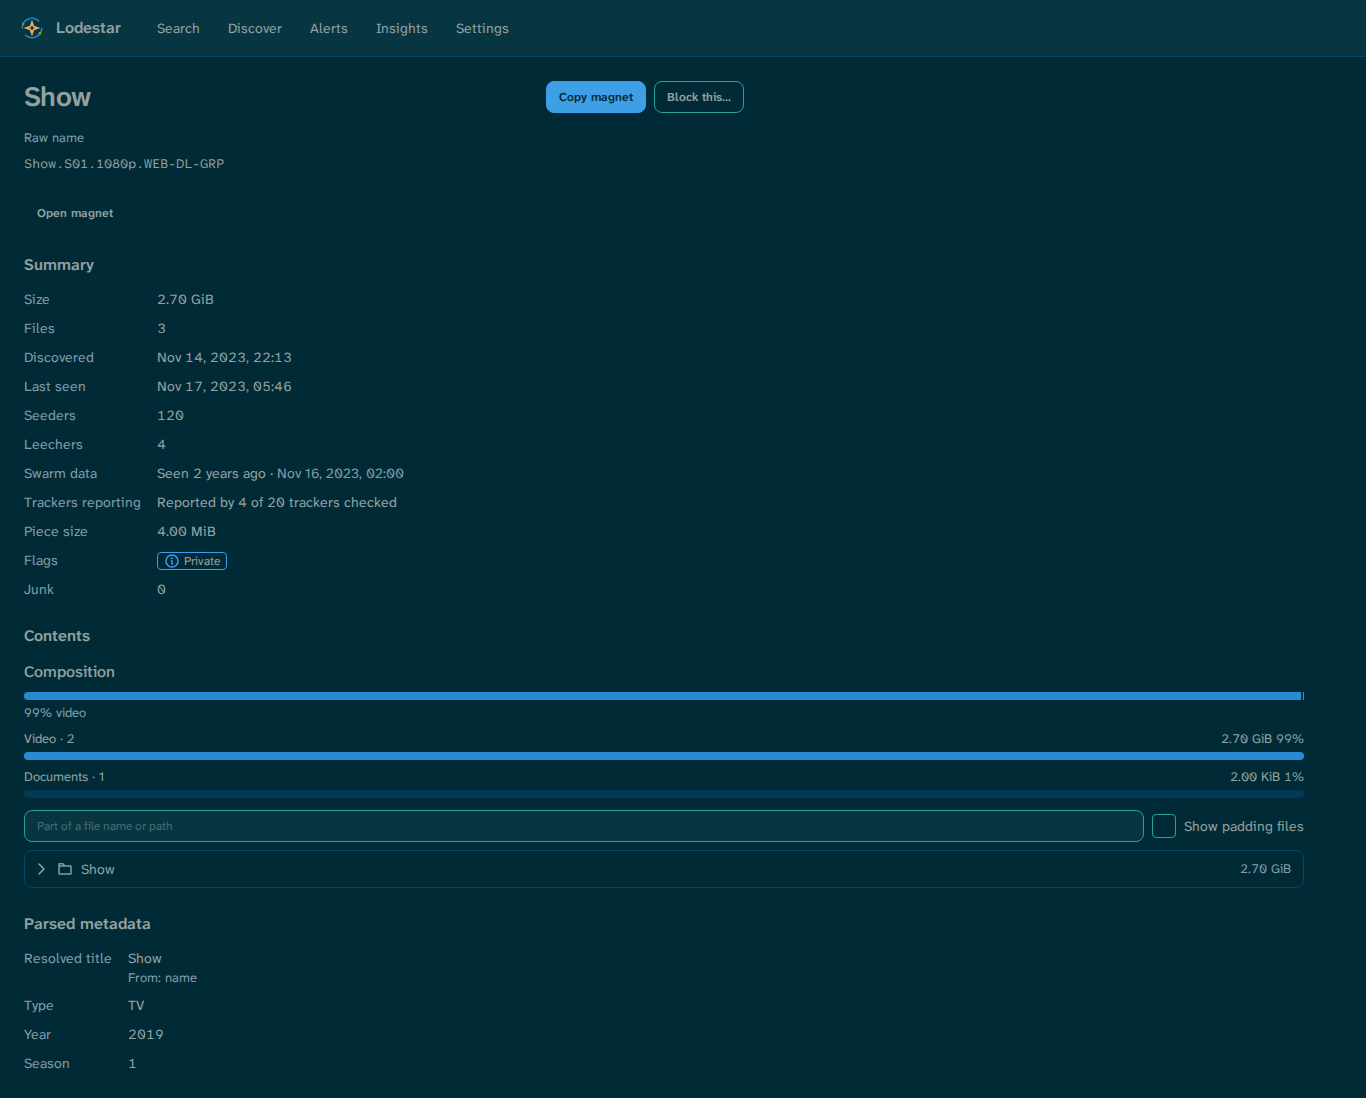 Lodestar Search Discover Alerts Insights Settings
Show Copy magnet Block this...
Raw name
Show.S01.1080p.WEB-DL-GRP
Open magnet
Summary
Size 2.70 GiB
Files 3
Discovered Nov 14, 2023, 22:13
Last seen Nov 17, 2023, 05:46
Seeders 120
Leechers 4
Swarm data Seen 2 years ago · Nov 16, 2023, 02:00
Trackers reporting Reported by 4 of 20 trackers checked
Piece size 4.00 MiB
Flags Private
Junk 0
Contents
Composition
99% video
Video · 2 2.70 GiB 99%
Documents · 1 2.00 KiB 1%
Part of a file name or path Show padding files
Show 2.70 GiB
Parsed metadata
Resolved title Show
From: name
Type TV
Year 2019
Season 1